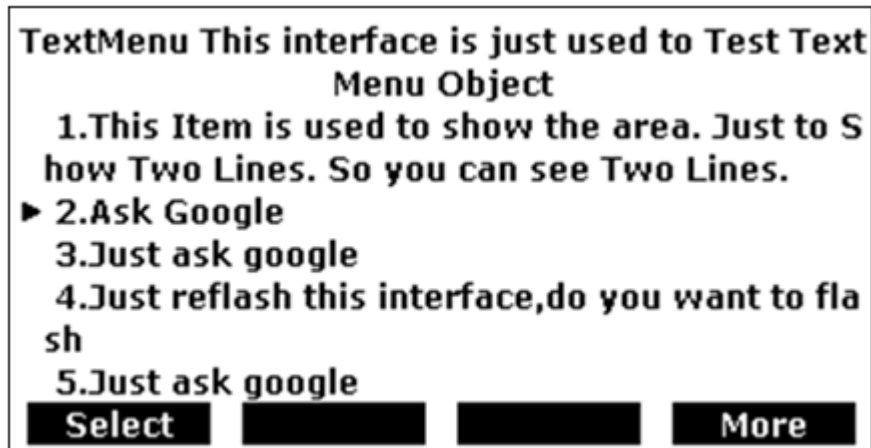 TextMenu This interface is just used to Test Text
Menu Object
1.This Item is used to show the area. Just to S
how Two Lines. So you can see Two Lines.
2.Ask Google
3.Just ask google
4.Just reflash this interface,do you want to fla
sh
5.Just ask google
Select More